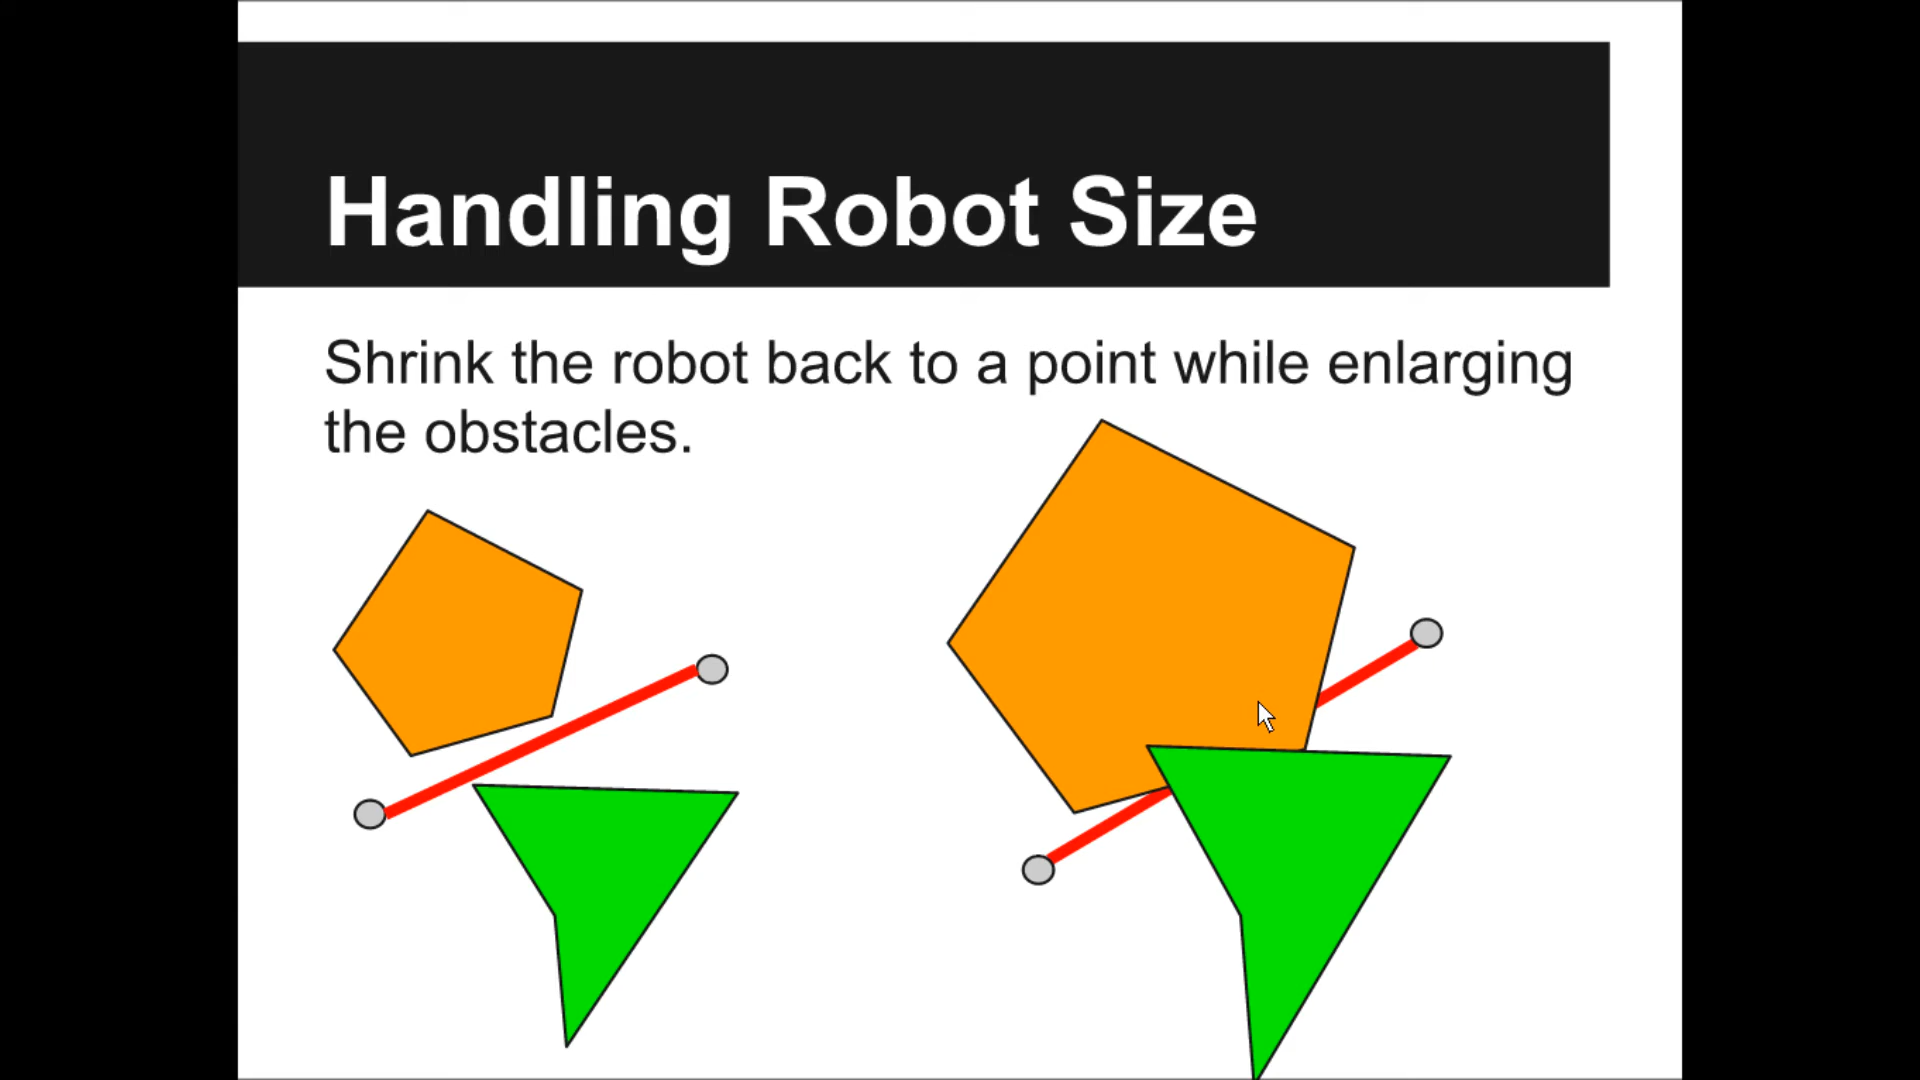 Handling Robot Size
Shrink the robot back to a point while enlarging
the obstacles.